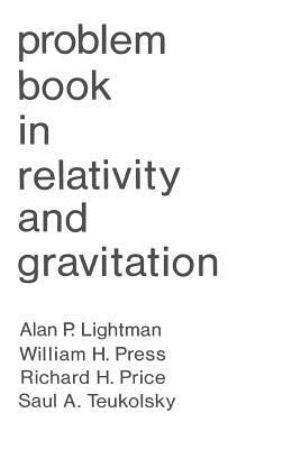 problem
book
in
relativity
and
gravitation
Alan P. Lightman
William H. Press
Richard H. Price
Saul A. Teukolsky